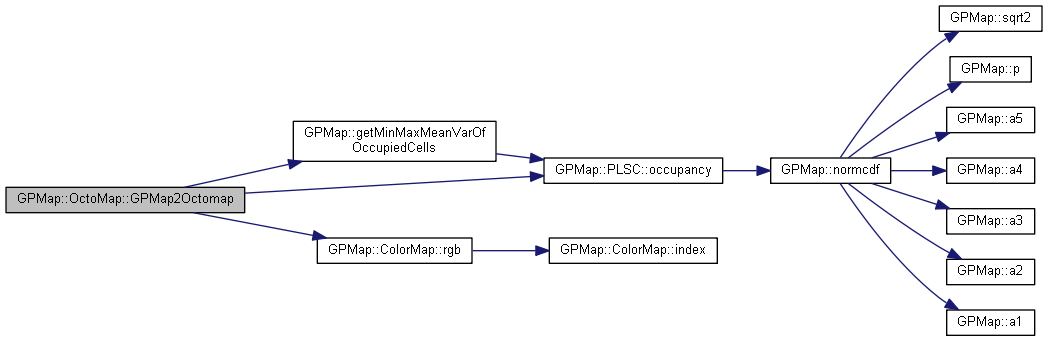 GPMap::OctoMap::GPMap2Octomap
GPMap::getMinMaxMeanVarOf
OccupiedCells
GPMap::ColorMap::rgb
GPMap::PLSC::occupancy
GPMap::ColorMap::index
GPMap::normcdf
GPMap::sqrt2
GPMap::p
GPMap::a5
GPMap::a4
GPMap::a3
GPMap::a2
GPMap::a1